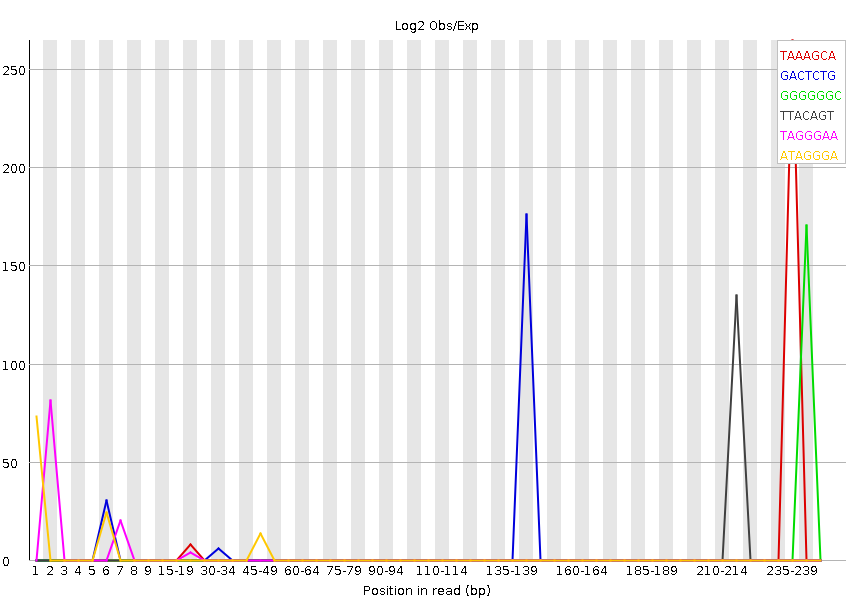 Log2 Obs/Exp
250
200
150
100
50
0
TAAAGCA
GACTCTG
GGGGGGC
TTACAGT
TAGGGAA
ATAGGGA
1 2 3 4 5 6 7 8 9 15-19 30-34 45-49 60-64 75-79 90-94 110-114 135-139 160-164 185-189 210-214 235-239
Position in read (bp)